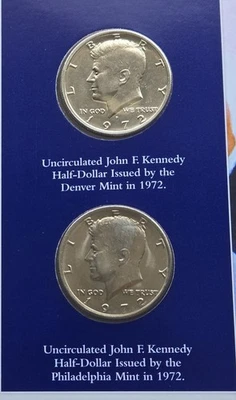 LIBERTY
IN GOD WE TRUST
1972
Uncirculated John F. Kennedy
Half-Dollar Issued by the
Denver Mint in 1972.
LIBERTY
IN GOD WE TRUST
1972
Uncirculated John F. Kennedy
Half-Dollar Issued by the
Philadelphia Mint in 1972.